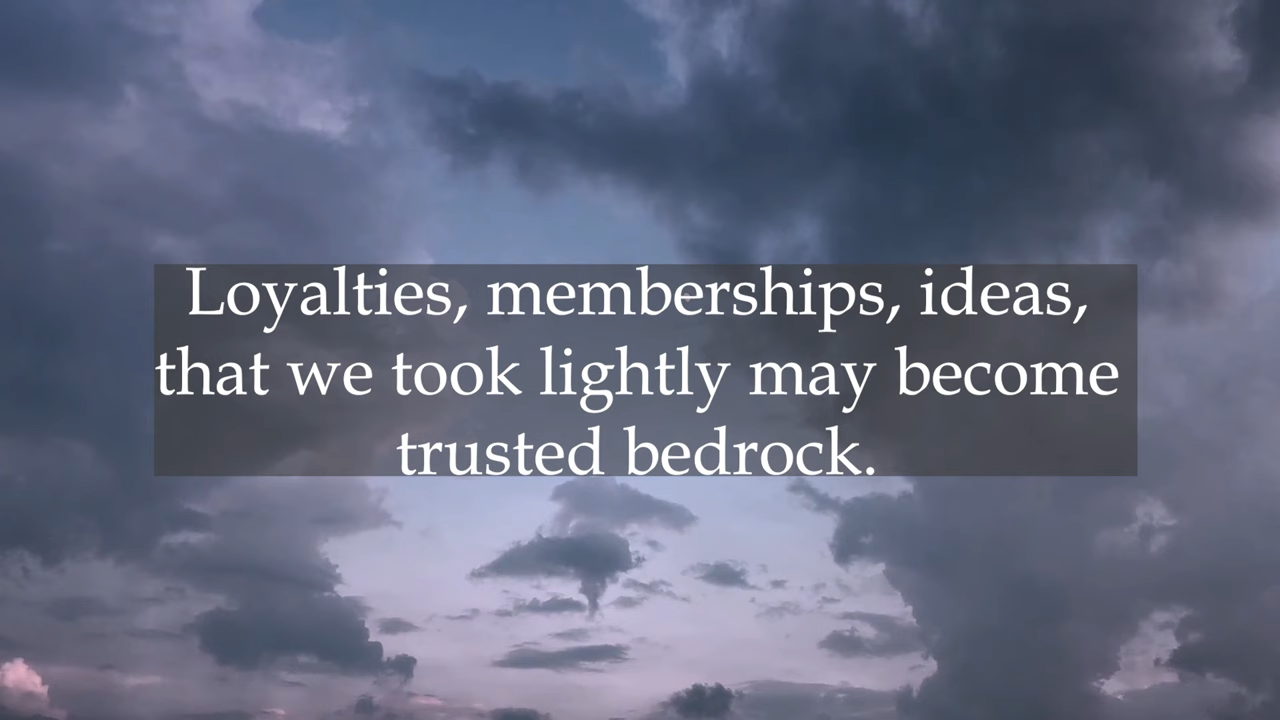 Loyalties, memberships, ideas,
that we took lightly may become
trusted bedrock.